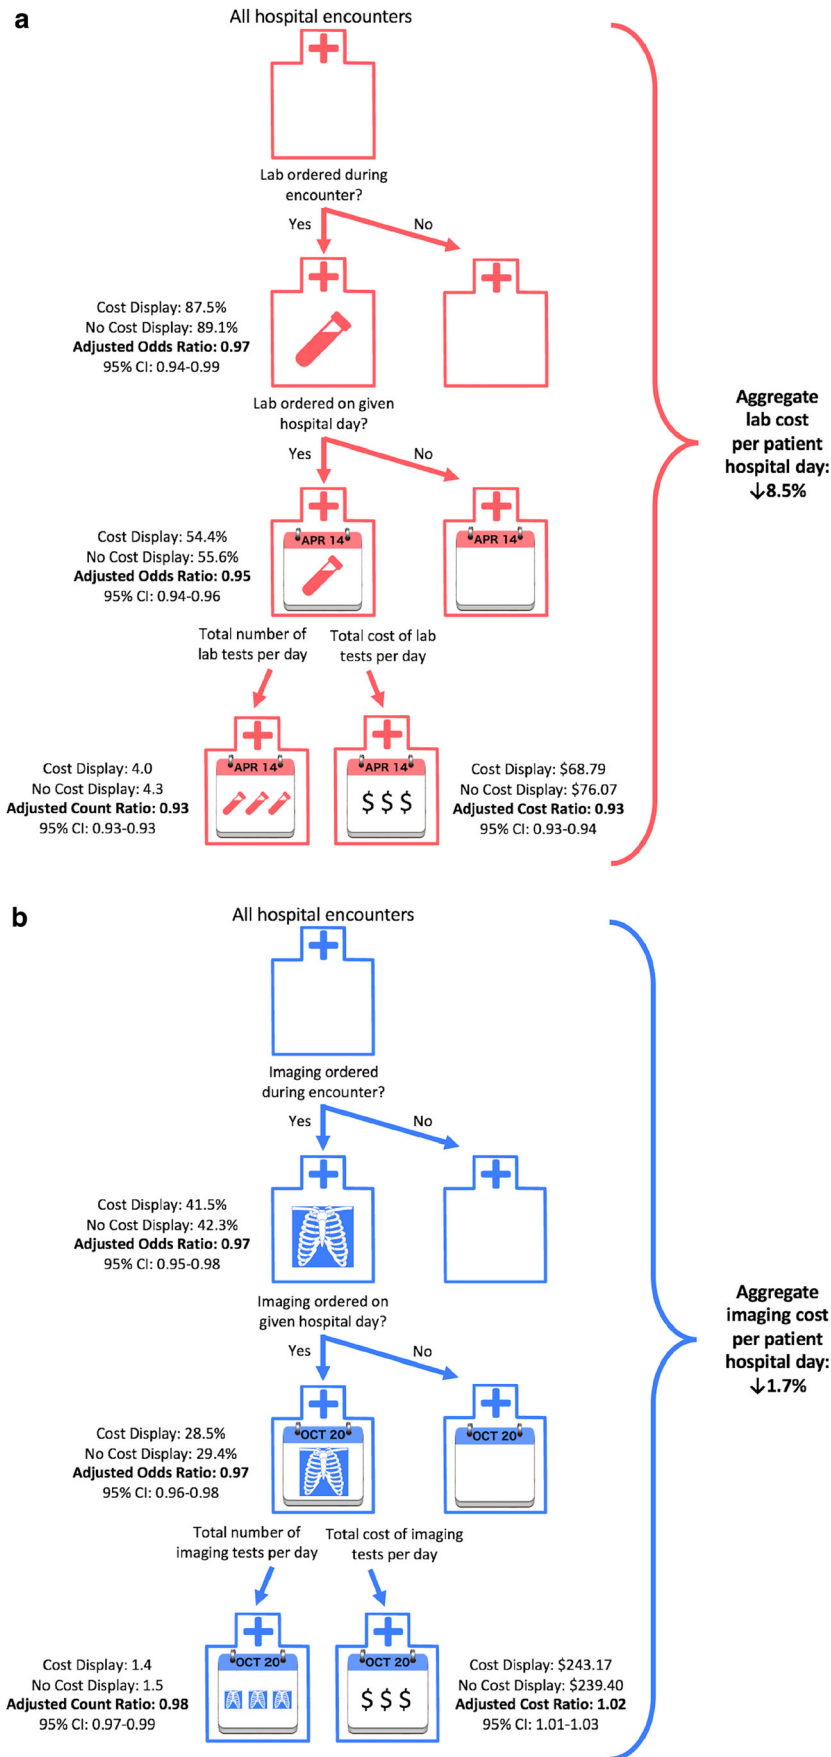 a
All hospital encounters
Lab ordered during
encounter?
Yes
No
Cost Display: 87.5%
No Cost Display: 89.1%
Adjusted Odds Ratio: 0.97
95% CI: 0.94-0.99
Lab ordered on given
hospital day?
Yes
No
Cost Display: 54.4%
No Cost Display: 55.6%
Adjusted Odds Ratio: 0.95
95% CI: 0.94-0.96
APR 14
APR 14
Total number of
lab tests per day
Total cost of lab
tests per day
Cost Display: 4.0
No Cost Display: 4.3
Adjusted Count Ratio: 0.93
95% CI: 0.93-0.93
APR 14
APR 14
$ $ $
Cost Display: $68.79
No Cost Display: $76.07
Adjusted Cost Ratio: 0.93
95% CI: 0.93-0.94
Aggregate
lab cost
per patient
hospital day:
↓8.5%
b
All hospital encounters
Imaging ordered
during encounter?
Yes
No
Cost Display: 41.5%
No Cost Display: 42.3%
Adjusted Odds Ratio: 0.97
95% CI: 0.95-0.98
Imaging ordered on
given hospital day?
Yes
No
Cost Display: 28.5%
No Cost Display: 29.4%
Adjusted Odds Ratio: 0.97
95% CI: 0.96-0.98
OCT 20
OCT 20
Total number of
imaging tests per day
Total cost of imaging
tests per day
Cost Display: 1.4
No Cost Display: 1.5
Adjusted Count Ratio: 0.98
95% CI: 0.97-0.99
OCT 20
OCT 20
$ $ $
Cost Display: $243.17
No Cost Display: $239.40
Adjusted Cost Ratio: 1.02
95% CI: 1.01-1.03
Aggregate
imaging cost
per patient
hospital day:
↓1.7%